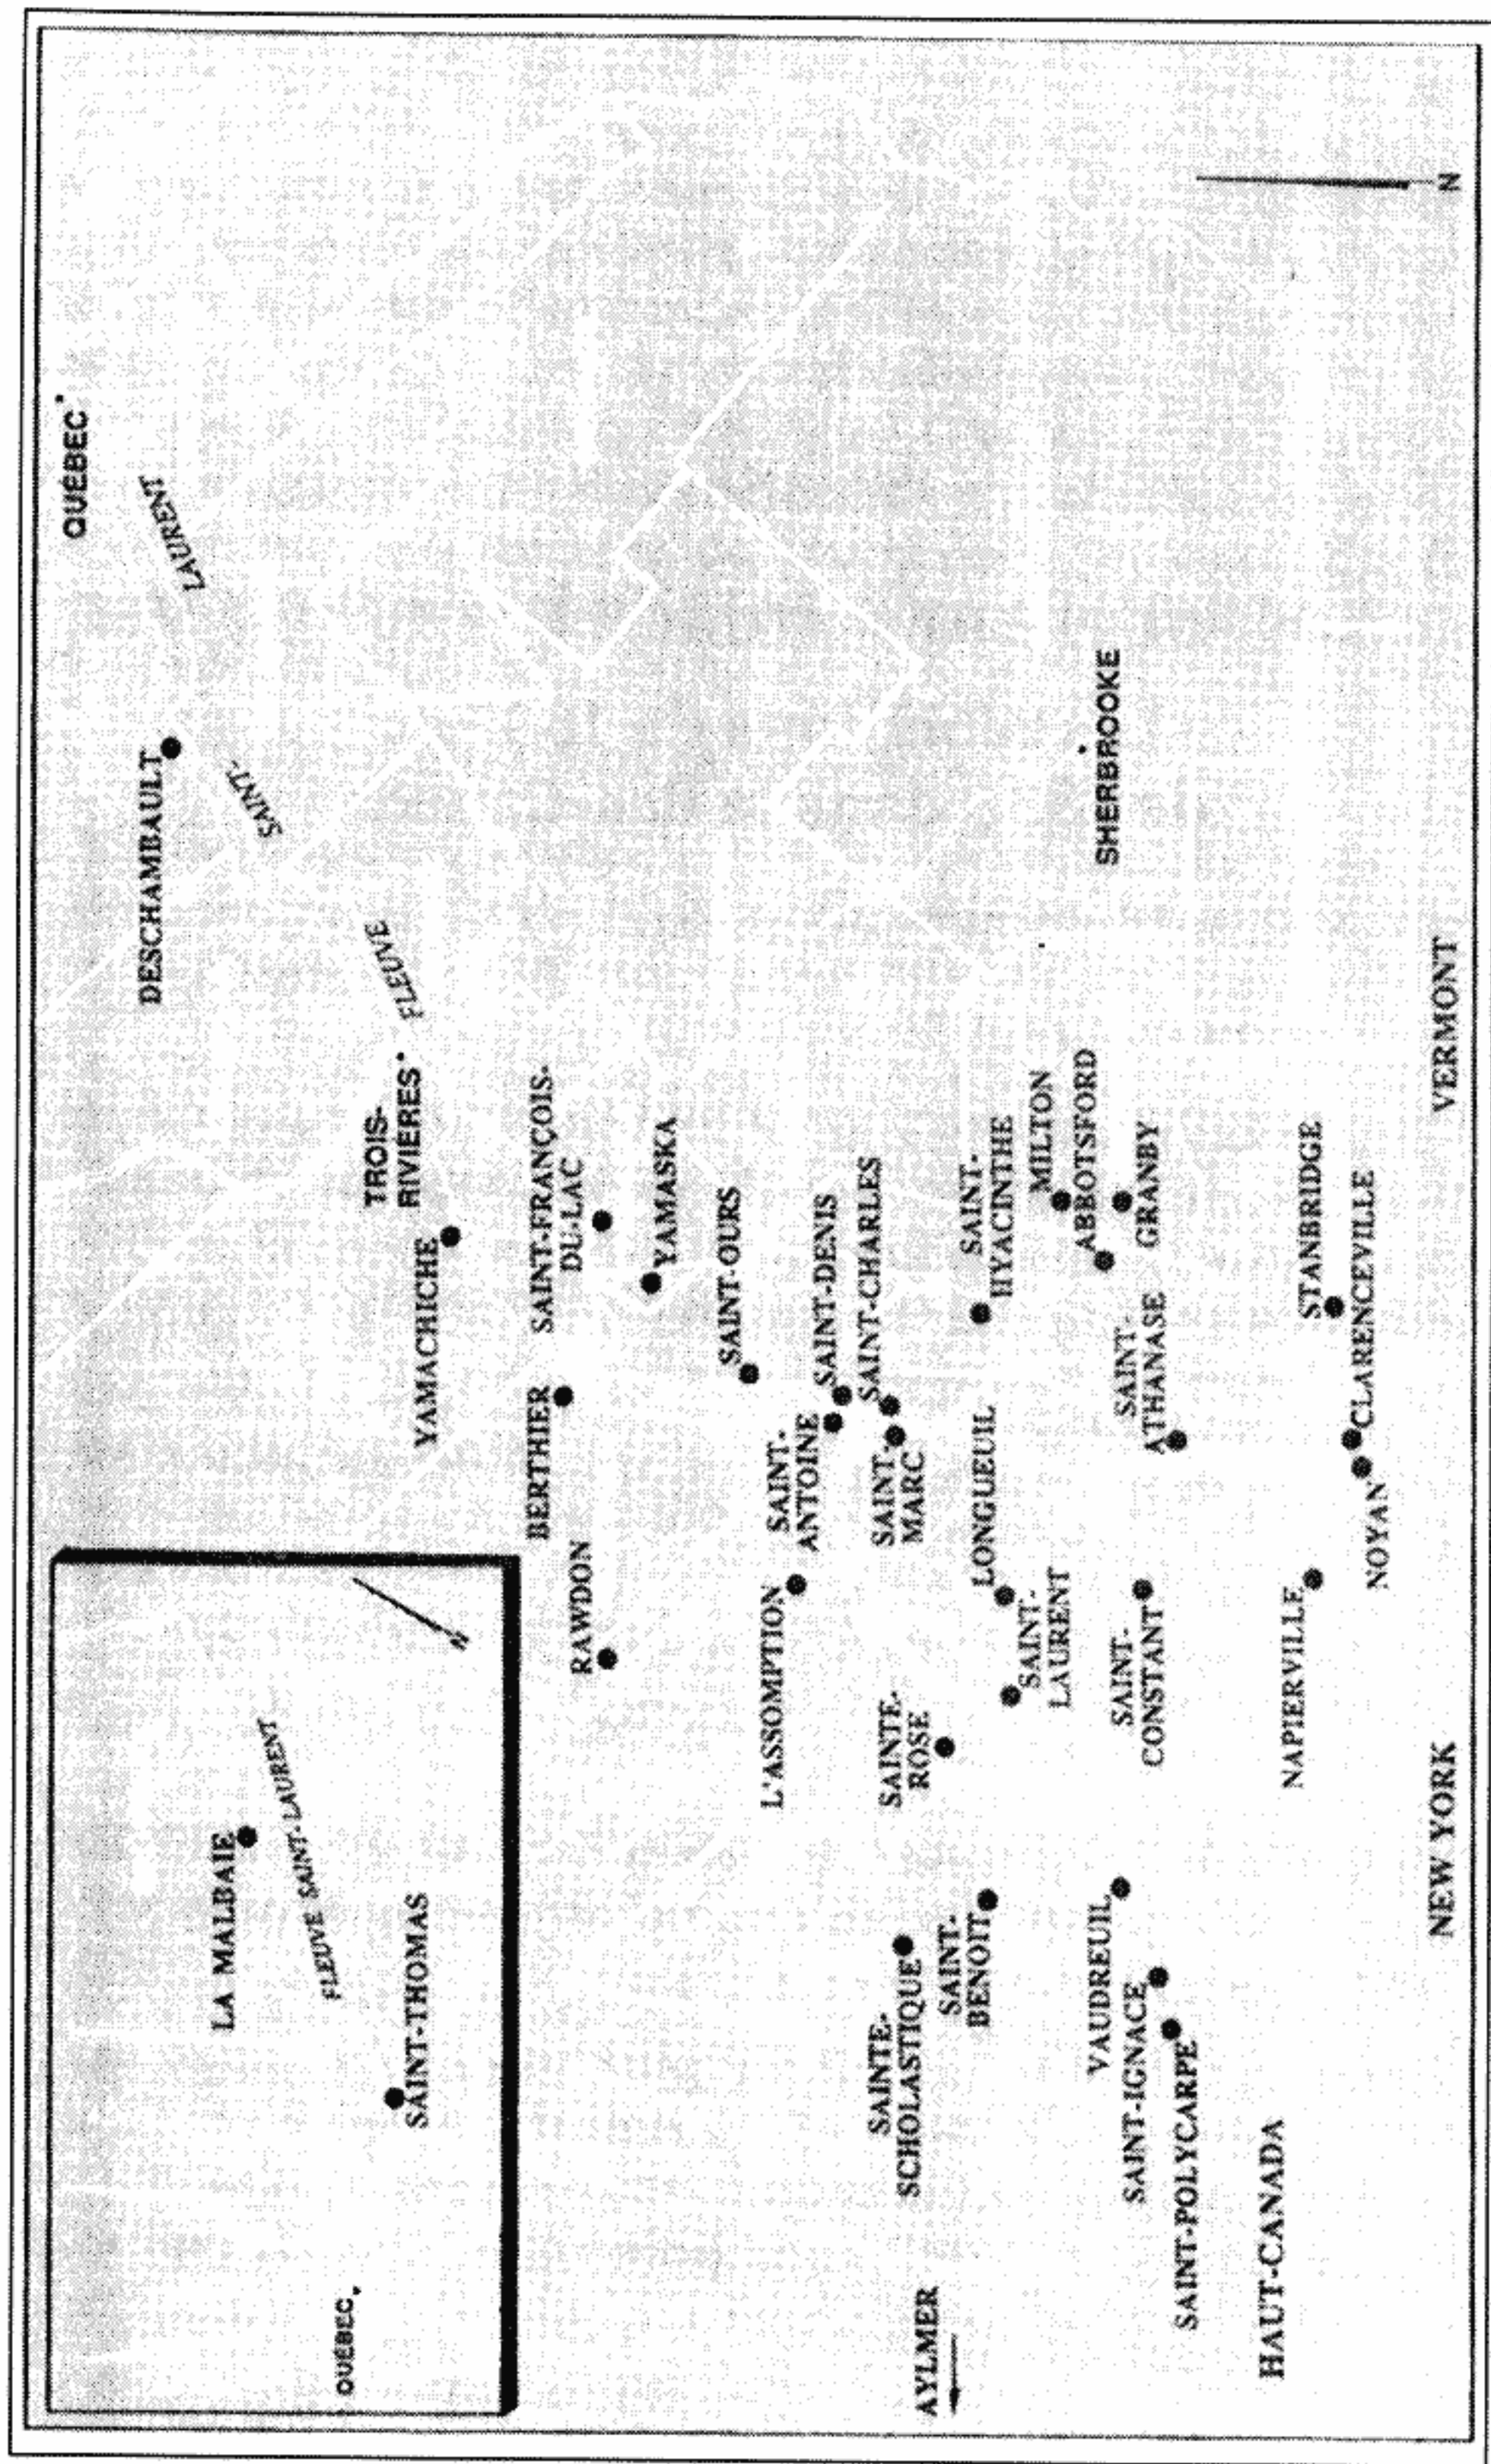 QUÉBEC
LA MALBAIE
FLEUVE SAINT-LAURENT
SAINT-THOMAS
N
QUÉBEC
LAURENT
DESCHAMBAULT
SAINT-
FLEUVE
TROIS-
RIVIÈRES
YAMACHICHE
SAINT-FRANÇOIS-
DU-LAC
BERTHIER
RAWDON
YAMASKA
SAINT-OURS
L'ASSOMPTION
SAINT-
ANTOINE
SAINT-DENIS
SAINT-CHARLES
SAINT-
MARC
SAINTE-
ROSE
SAINTE-
SCHOLASTIQUE
AYLMER
SAINT-
BENOIT
LONGUEUIL
SAINT-
HYACINTHE
SAINT-
LAURENT
MILTON
ABBOTSFORD
SHERBROOKE
GRANBY
SAINT-
ATHANASE
SAINT-
CONSTANT
VAUDREUIL
SAINT-IGNACE
SAINT-POLYCARPE
HAUT-CANADA
NAPIERVILLE
STANBRIDGE
CLARENCEVILLE
NOYAN
NEW YORK
VERMONT
N